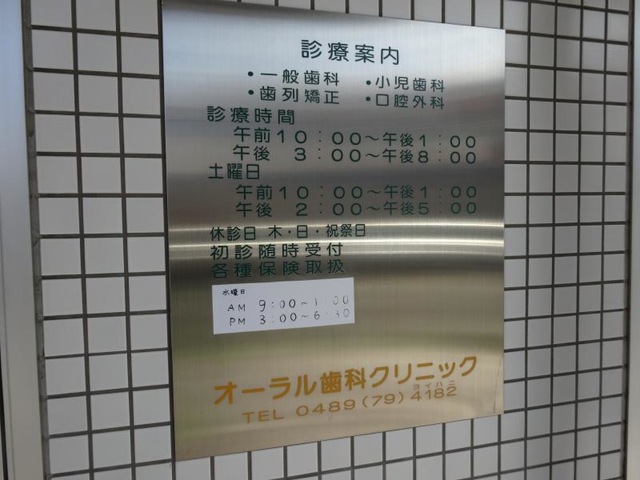 診療案内
・一般歯科 ・小児歯科
・歯列矯正 ・口腔外科
診療時間
午前10:00〜午後1:00
午後 3:00〜午後8:00
土曜日
午前10:00〜午後1:00
午後 2:00〜午後5:00
休診日 木・日・祝祭日
初診随時受付
各種保険取扱
水曜日
AM 9:00〜1:00
PM 3:00〜6:30
オーラル歯科クリニック
ヨイハニ
TEL 0489(79)4182